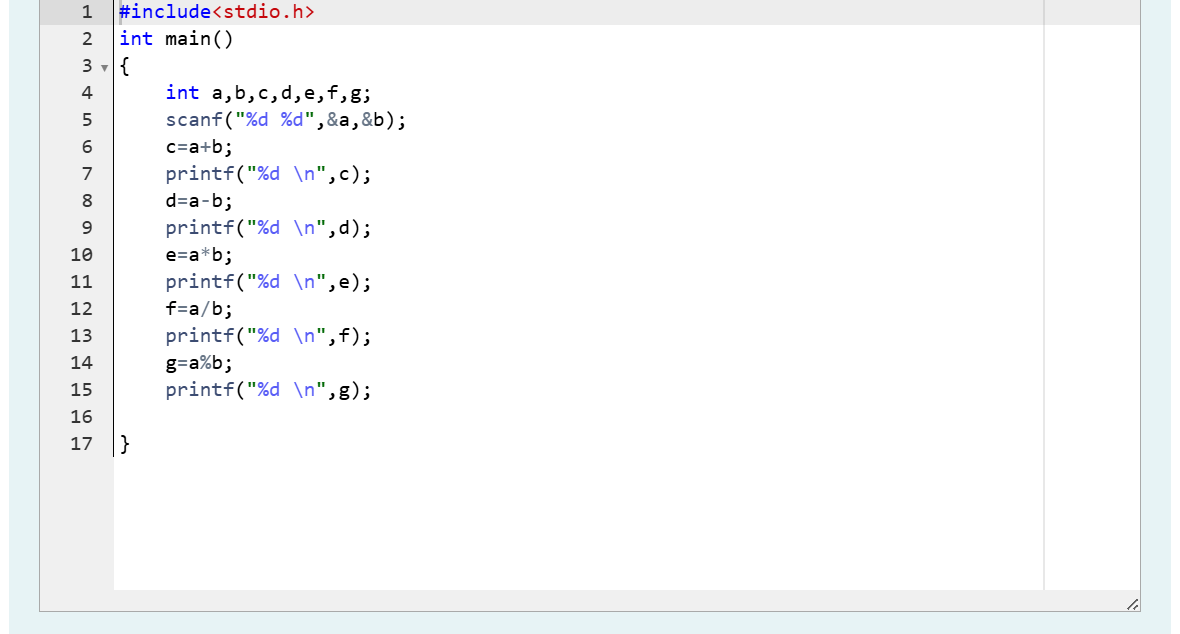 1 #include<stdio.h>
2 int main()
3 {
4     int a,b,c,d,e,f,g;
5     scanf("%d %d",&a,&b);
6     c=a+b;
7     printf("%d \n",c);
8     d=a-b;
9     printf("%d \n",d);
10     e=a*b;
11     printf("%d \n",e);
12     f=a/b;
13     printf("%d \n",f);
14     g=a%b;
15     printf("%d \n",g);
16
17 }